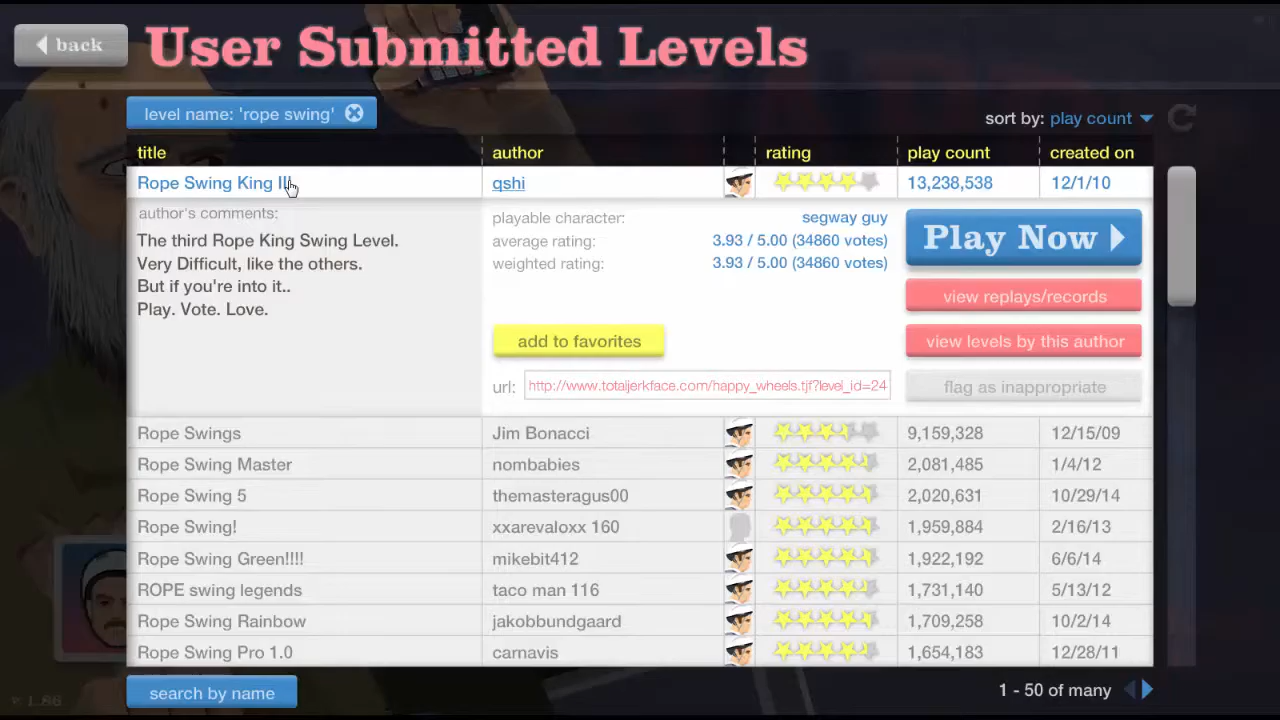 back
User Submitted Levels
level name: 'rope swing'
sort by: play count
title author rating play count created on
Rope Swing King III qshi 13,238,538 12/1/10
author's comments:
The third Rope King Swing Level.
Very Difficult, like the others.
But if you're into it..
Play. Vote. Love.
playable character: segway guy
average rating: 3.93 / 5.00 (34860 votes)
weighted rating: 3.93 / 5.00 (34860 votes)
add to favorites
url: http://www.totaljerkface.com/happy_wheels.tjf?level_id=24
Play Now
view replays/records
view levels by this author
flag as inappropriate
Rope Swings Jim Bonacci 9,159,328 12/15/09
Rope Swing Master nombabies 2,081,485 1/4/12
Rope Swing 5 themasteragus00 2,020,631 10/29/14
Rope Swing! xxarevaloxx 160 1,959,884 2/16/13
Rope Swing Green!!!! mikebit412 1,922,192 6/6/14
ROPE swing legends taco man 116 1,731,140 5/13/12
Rope Swing Rainbow jakobbundgaard 1,709,258 10/2/14
Rope Swing Pro 1.0 carnavis 1,654,183 12/28/11
search by name
1 - 50 of many
v 1.86